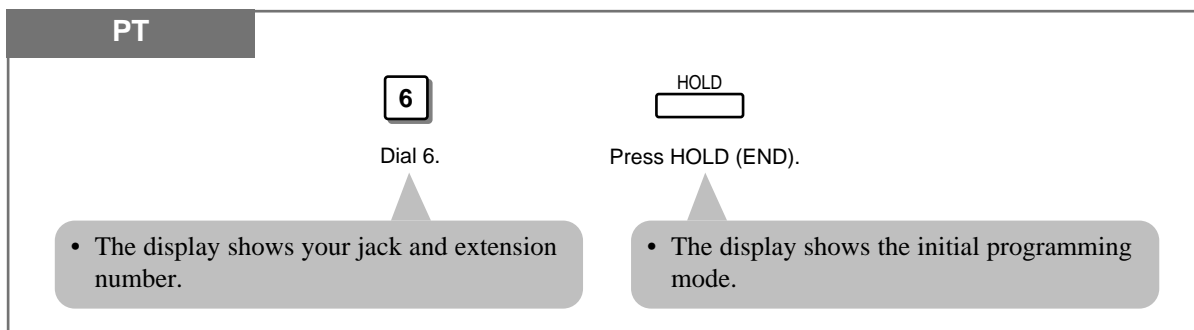 PT
6
HOLD
Dial 6.
Press HOLD (END).
• The display shows your jack and extension
number.
• The display shows the initial programming
mode.